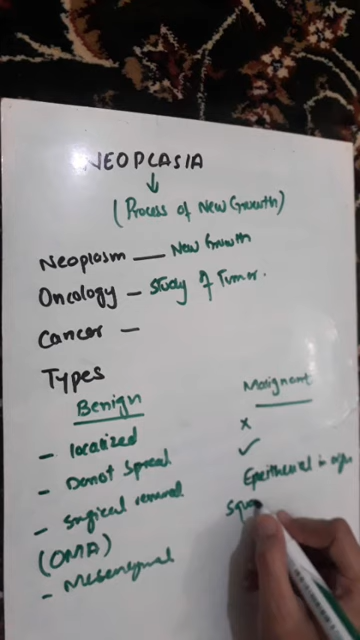 NEOPLASIA
↓
(Process of New Growth)
Neoplasm — New Growth
Oncology – Study of Tumor.
Cancer –
Types
Benign
– localized
– Donot Spread
– Surgical removal
(OMA)
– Mesenchymal
Malignant
×
✓
Epithelial in origin
Squ